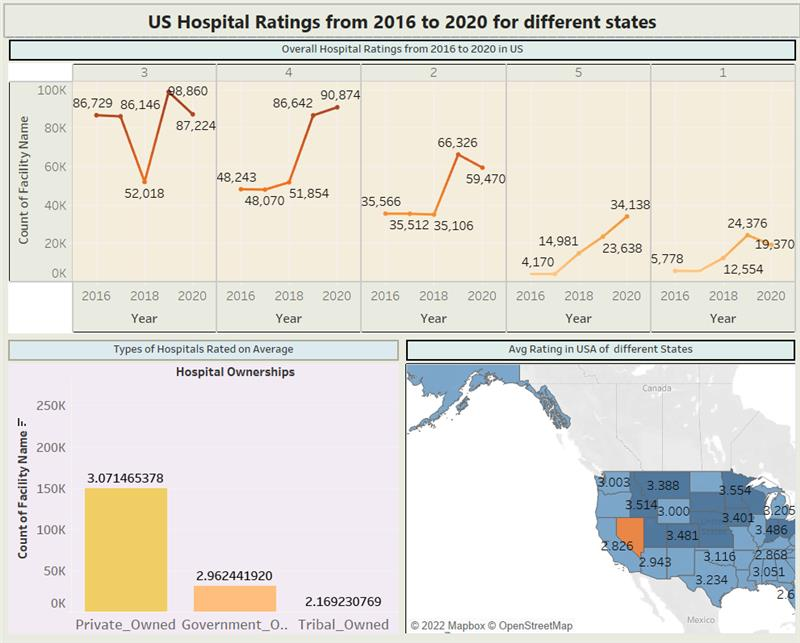 US Hospital Ratings from 2016 to 2020 for different states
Overall Hospital Ratings from 2016 to 2020 in US
3 4 2 5 1
Count of Facility Name
100K
80K
60K
40K
20K
0K
86,729 86,146 98,860
52,018 87,224
48,243 48,070 51,854 86,642 90,874
35,566 35,512 35,106 66,326 59,470
4,170 14,981 23,638 34,138
5,778 12,554 24,376 19,370
2016 2018 2020 2016 2018 2020 2016 2018 2020 2016 2018 2020 2016 2018 2020
Year Year Year Year Year
Types of Hospitals Rated on Average
Hospital Ownerships
Count of Facility Name
250K
200K
150K
100K
50K
0K
3.071465378
2.962441920
2.169230769
Private_Owned Government_O.. Tribal_Owned
Avg Rating in USA of different States
Canada
3.003 3.388 3.554
3.514 3.000 3.401 3.205
3.486
2.826 3.481
2.943 3.116 2.868
3.234 3.051
2.6
Mexico
© 2022 Mapbox © OpenStreetMap